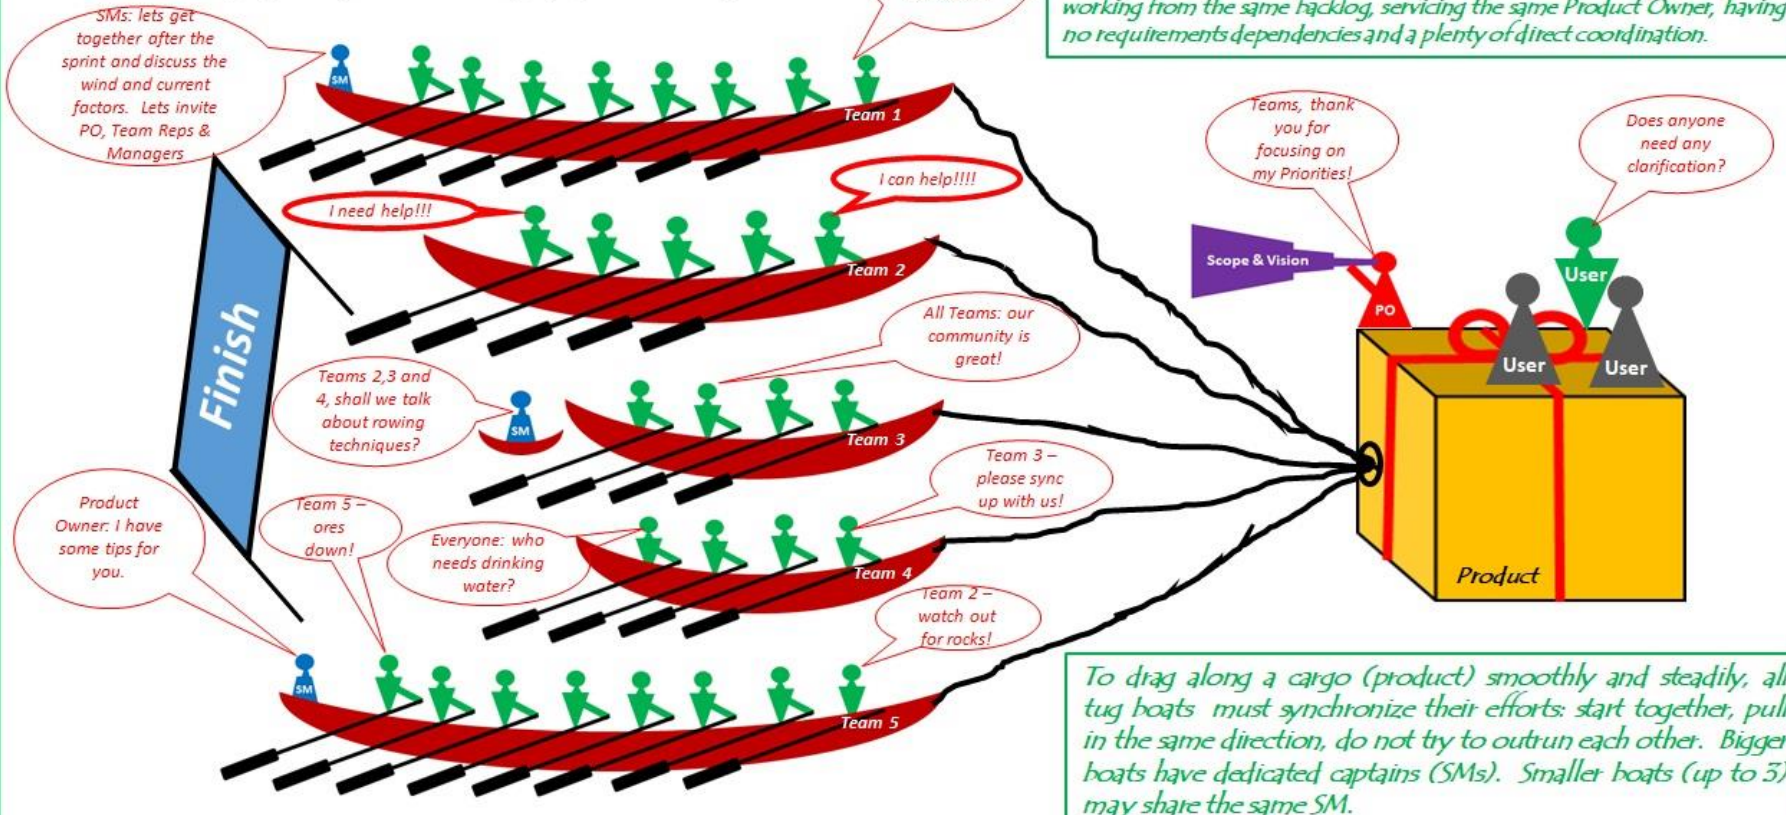 working from the same backlog, servicing the same Product Owner, having
no requirements dependencies and a plenty of direct coordination.
SMs: lets get
together after the
sprint and discuss the
wind and current
factors. Lets invite
PO, Team Reps &
Managers
SM
Team 1
Teams, thank
you for
focusing on
my Priorities!
Does anyone
need any
clarification?
I need help!!!
I can help!!!!
Team 2
Scope & Vision
PO
User
User
User
Finish
All Teams: our
community is
great!
Teams 2,3 and
4, shall we talk
about rowing
techniques?
SM
Team 3
Team 3 –
please sync
up with us!
Product
Owner: I have
some tips for
you.
Team 5 –
ores
down!
Everyone: who
needs drinking
water?
Team 4
Product
Team 2 –
watch out
for rocks!
SM
Team 5
To drag along a cargo (product) smoothly and steadily, all
tug boats must synchronize their efforts: start together, pull
in the same direction, do not try to outrun each other. Bigger
boats have dedicated captains (SMs). Smaller boats (up to 3)
may share the same SM.